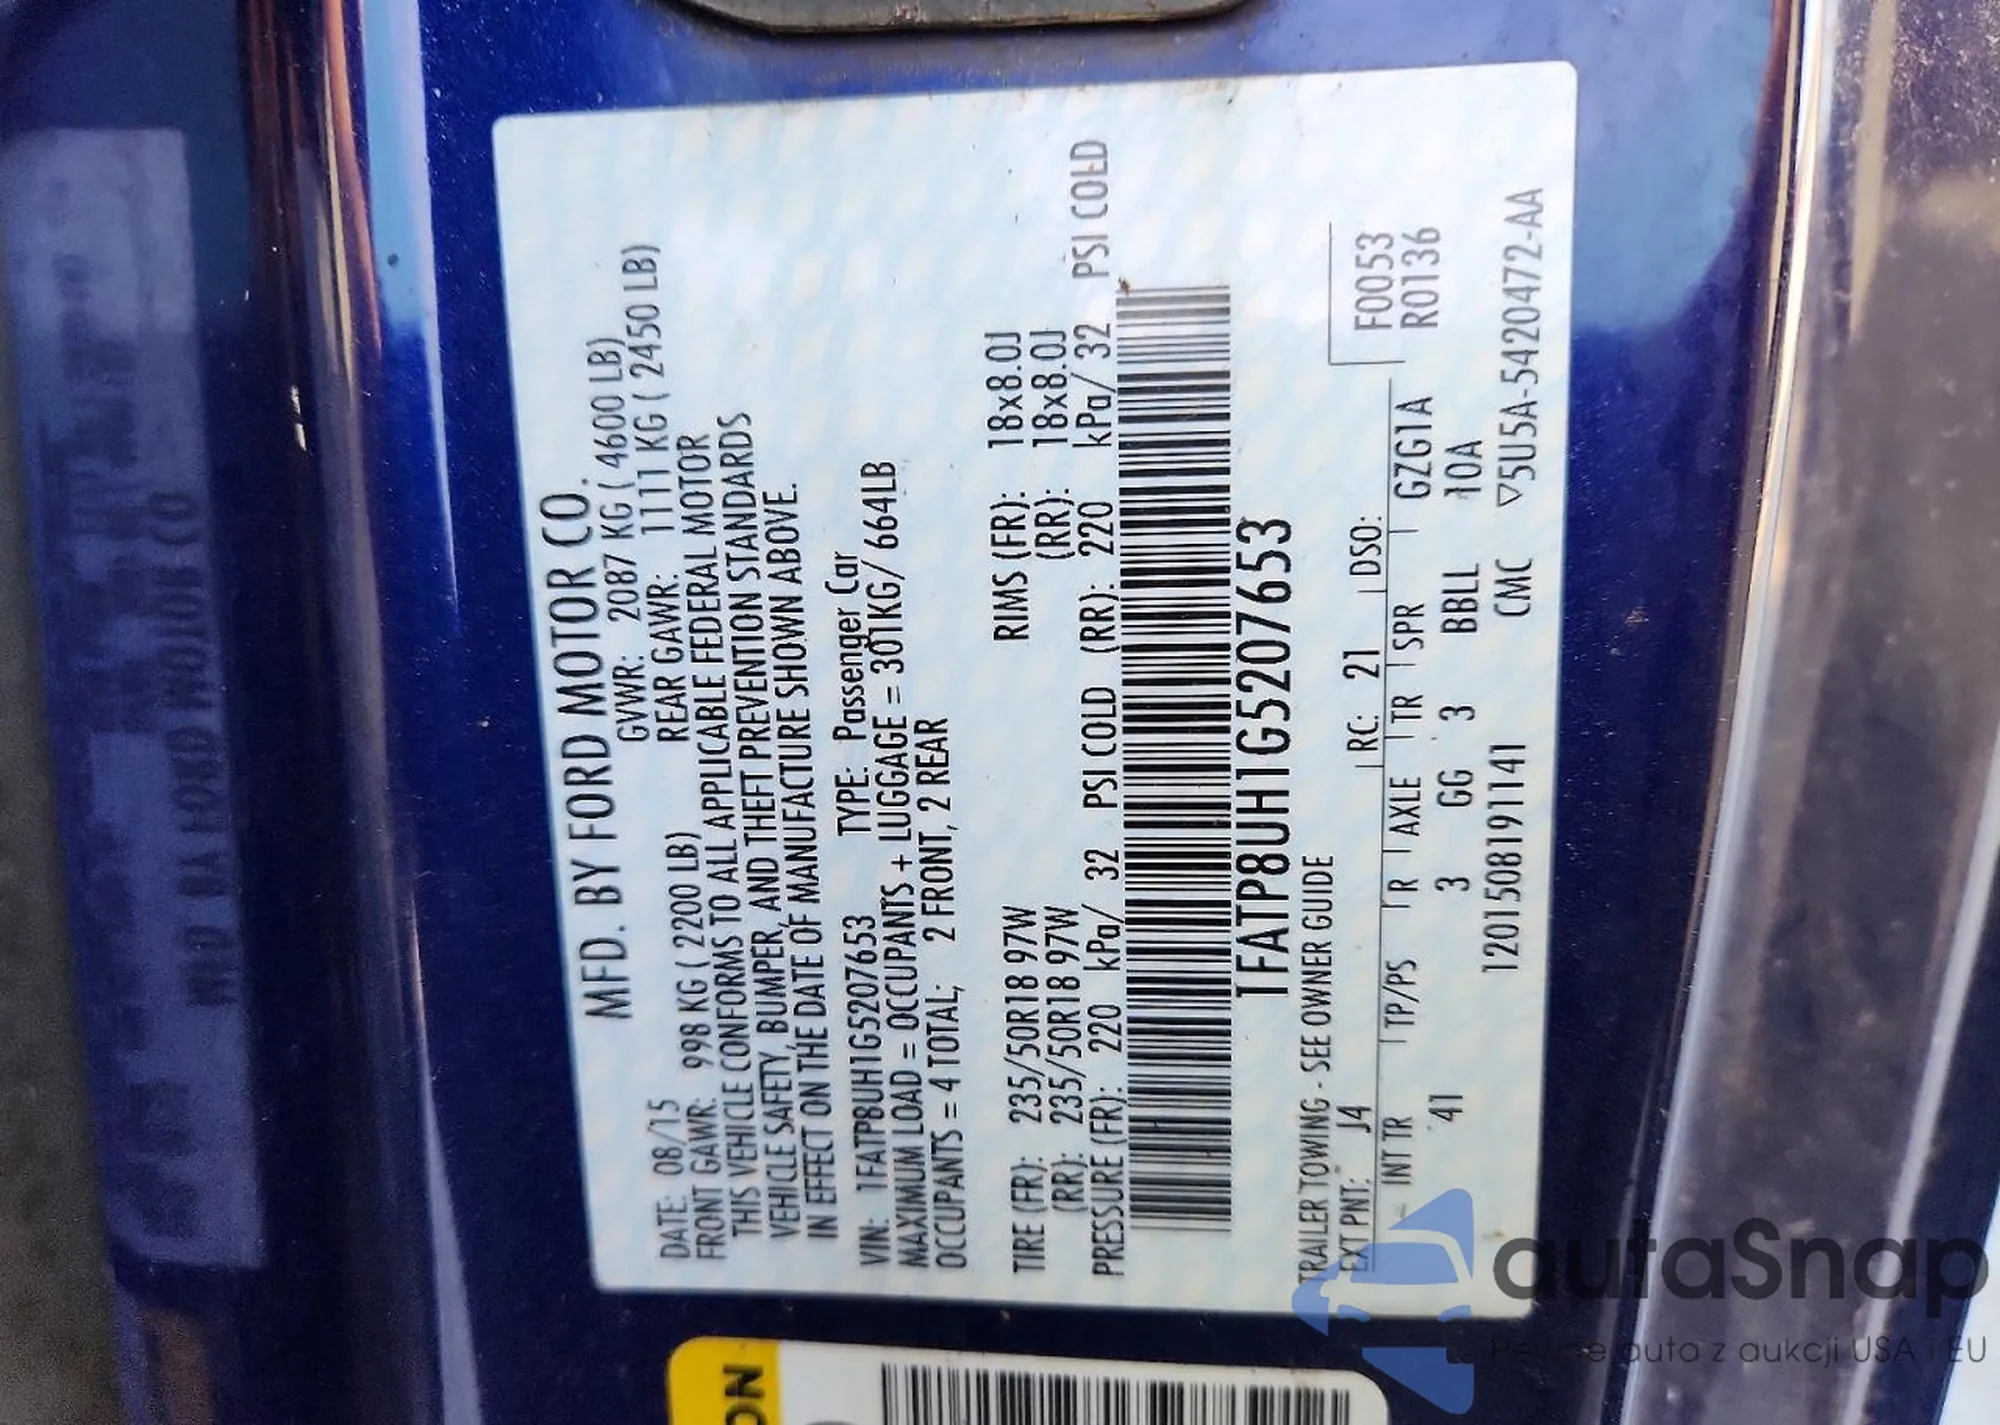 MFD. BY FORD MOTOR CO.
DATE: 08/15 GVWR: 2087 KG ( 4600 LB)
FRONT GAWR: 998 KG ( 2200 LB) REAR GAWR: 1111 KG ( 2450 LB)
THIS VEHICLE CONFORMS TO ALL APPLICABLE FEDERAL MOTOR
VEHICLE SAFETY, BUMPER, AND THEFT PREVENTION STANDARDS
IN EFFECT ON THE DATE OF MANUFACTURE SHOWN ABOVE.
VIN: 1FATP8UH1G5207653 TYPE: Passenger Car
MAXIMUM LOAD = OCCUPANTS + LUGGAGE = 301KG/ 664LB
OCCUPANTS = 4 TOTAL; 2 FRONT, 2 REAR
TIRE (FR): 235/50R18 97W RIMS (FR): 18x8.0J
(RR): 235/50R18 97W (RR): 18x8.0J
PRESSURE (FR): 220 kPa/ 32 PSI COLD (RR): 220 kPa/ 32 PSI COLD
1FATP8UH1G5207653
TRAILER TOWING - SEE OWNER GUIDE
EXT PNT: J4 RC: 21 DSO: F0053
INT TR TP/PS R AXLE TR SPR R0136
41 3 GG 3 BBLL GZG1A
10A
1201508191141 CMC ▽5U5A-5420472-AA
ON
autaSnap
Pewne auta z aukcji USA i EU